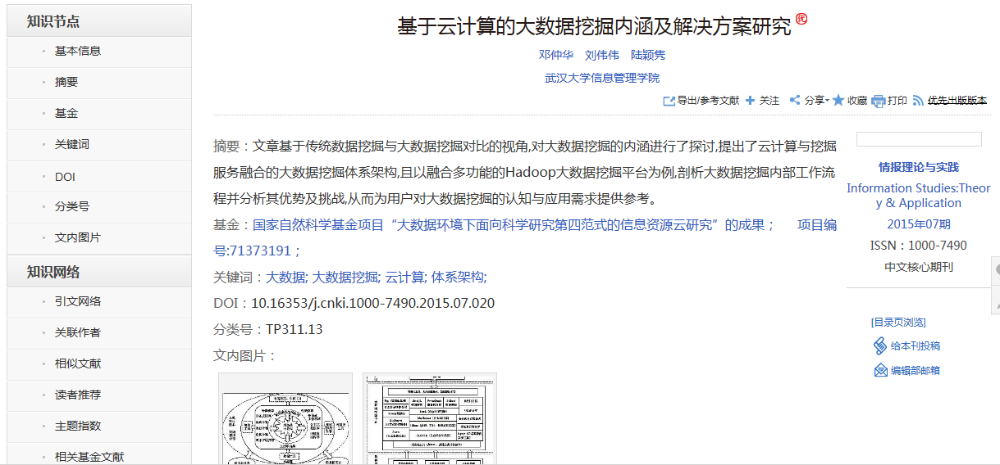 知识节点
基本信息
摘要
基金
关键词
DOI
分类号
文内图片
知识网络
引文网络
关联作者
相似文献
读者推荐
主题指数
相关基金文献
基于云计算的大数据挖掘内涵及解决方案研究 优
邓仲华 刘伟伟 陆颖隽
武汉大学信息管理学院
导出/参考文献 关注 分享 收藏 打印 优先出版版本
摘要：文章基于传统数据挖掘与大数据挖掘对比的视角,对大数据挖掘的内涵进行了探讨,提出了云计算与挖掘
服务融合的大数据挖掘体系架构,且以融合多功能的Hadoop大数据挖掘平台为例,剖析大数据挖掘内部工作流
程并分析其优势及挑战,从而为用户对大数据挖掘的认知与应用需求提供参考。
基金：国家自然科学基金项目“大数据环境下面向科学研究第四范式的信息资源云研究”的成果； 项目编
号:71373191；
关键词：大数据; 大数据挖掘; 云计算; 体系架构;
DOI：10.16353/j.cnki.1000-7490.2015.07.020
分类号：TP311.13
文内图片：
情报理论与实践
Information Studies:Theor
y & Application
2015年07期
ISSN：1000-7490
中文核心期刊
[目录页浏览]
给本刊投稿
编辑部邮箱